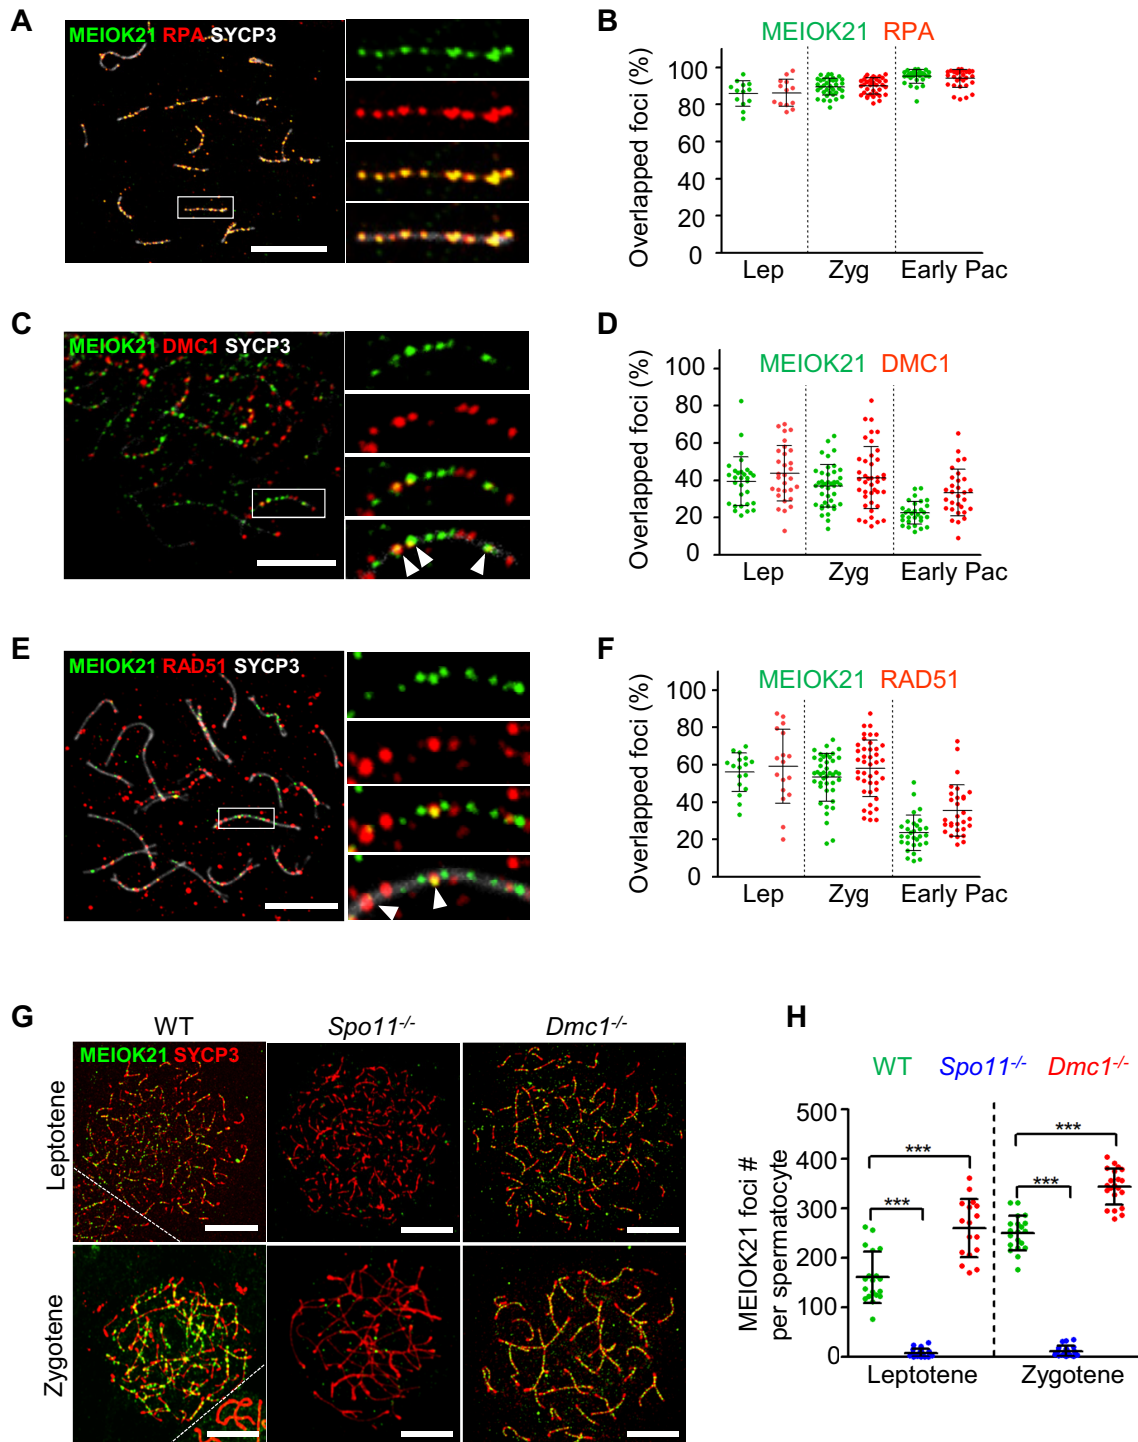 A
MEIOK21 RPA SYCP3
B
MEIOK21 RPA
Overlapped foci (%)
100
80
60
40
20
0
Lep Zyg Early Pac
C
MEIOK21 DMC1 SYCP3
D
MEIOK21 DMC1
Overlapped foci (%)
100
80
60
40
20
0
Lep Zyg Early Pac
E
MEIOK21 RAD51 SYCP3
F
MEIOK21 RAD51
Overlapped foci (%)
100
80
60
40
20
0
Lep Zyg Early Pac
G
WT Spo11-/- Dmc1-/-
MEIOK21 SYCP3
Leptotene
Zygotene
H
WT Spo11-/- Dmc1-/-
MEIOK21 foci #
per spermatocyte
500
400
300
200
100
0
***
***
***
***
Leptotene Zygotene